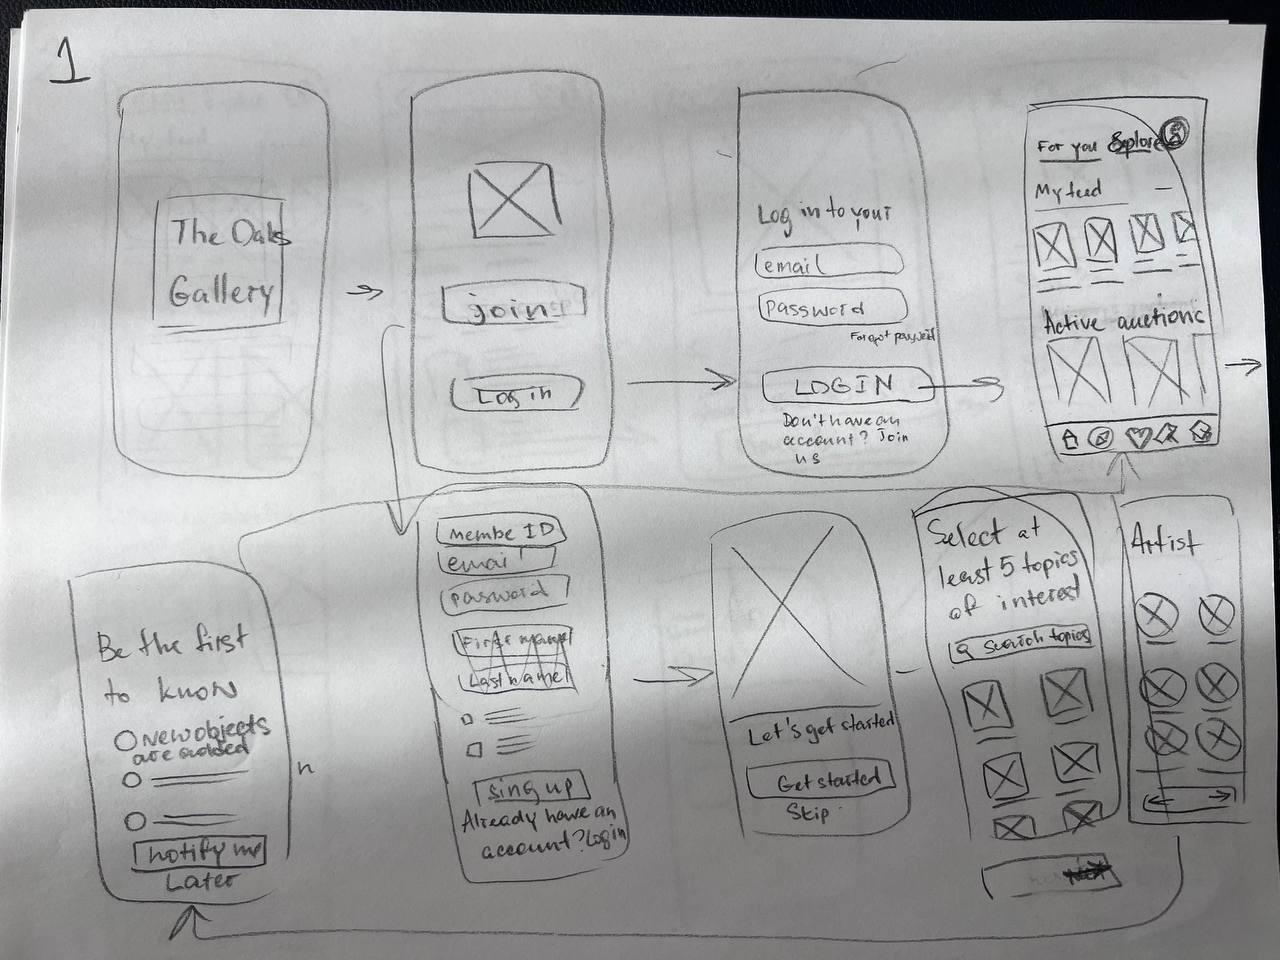 1
The Oaks
Gallery
join
Log in
Log in to your
email
password
Forgot password
LOGIN
Don't have an
account? Join
us
For you Explore
My feed
Active auctionc
Be the first
to know
new objects
are added
notify me
Later
n
Membe ID
email
password
First name
Last name
sing up
Already have an
account? Login
Let's get started
Get started
Skip
Select at
least 5 topics
of interest
search topics
Artist